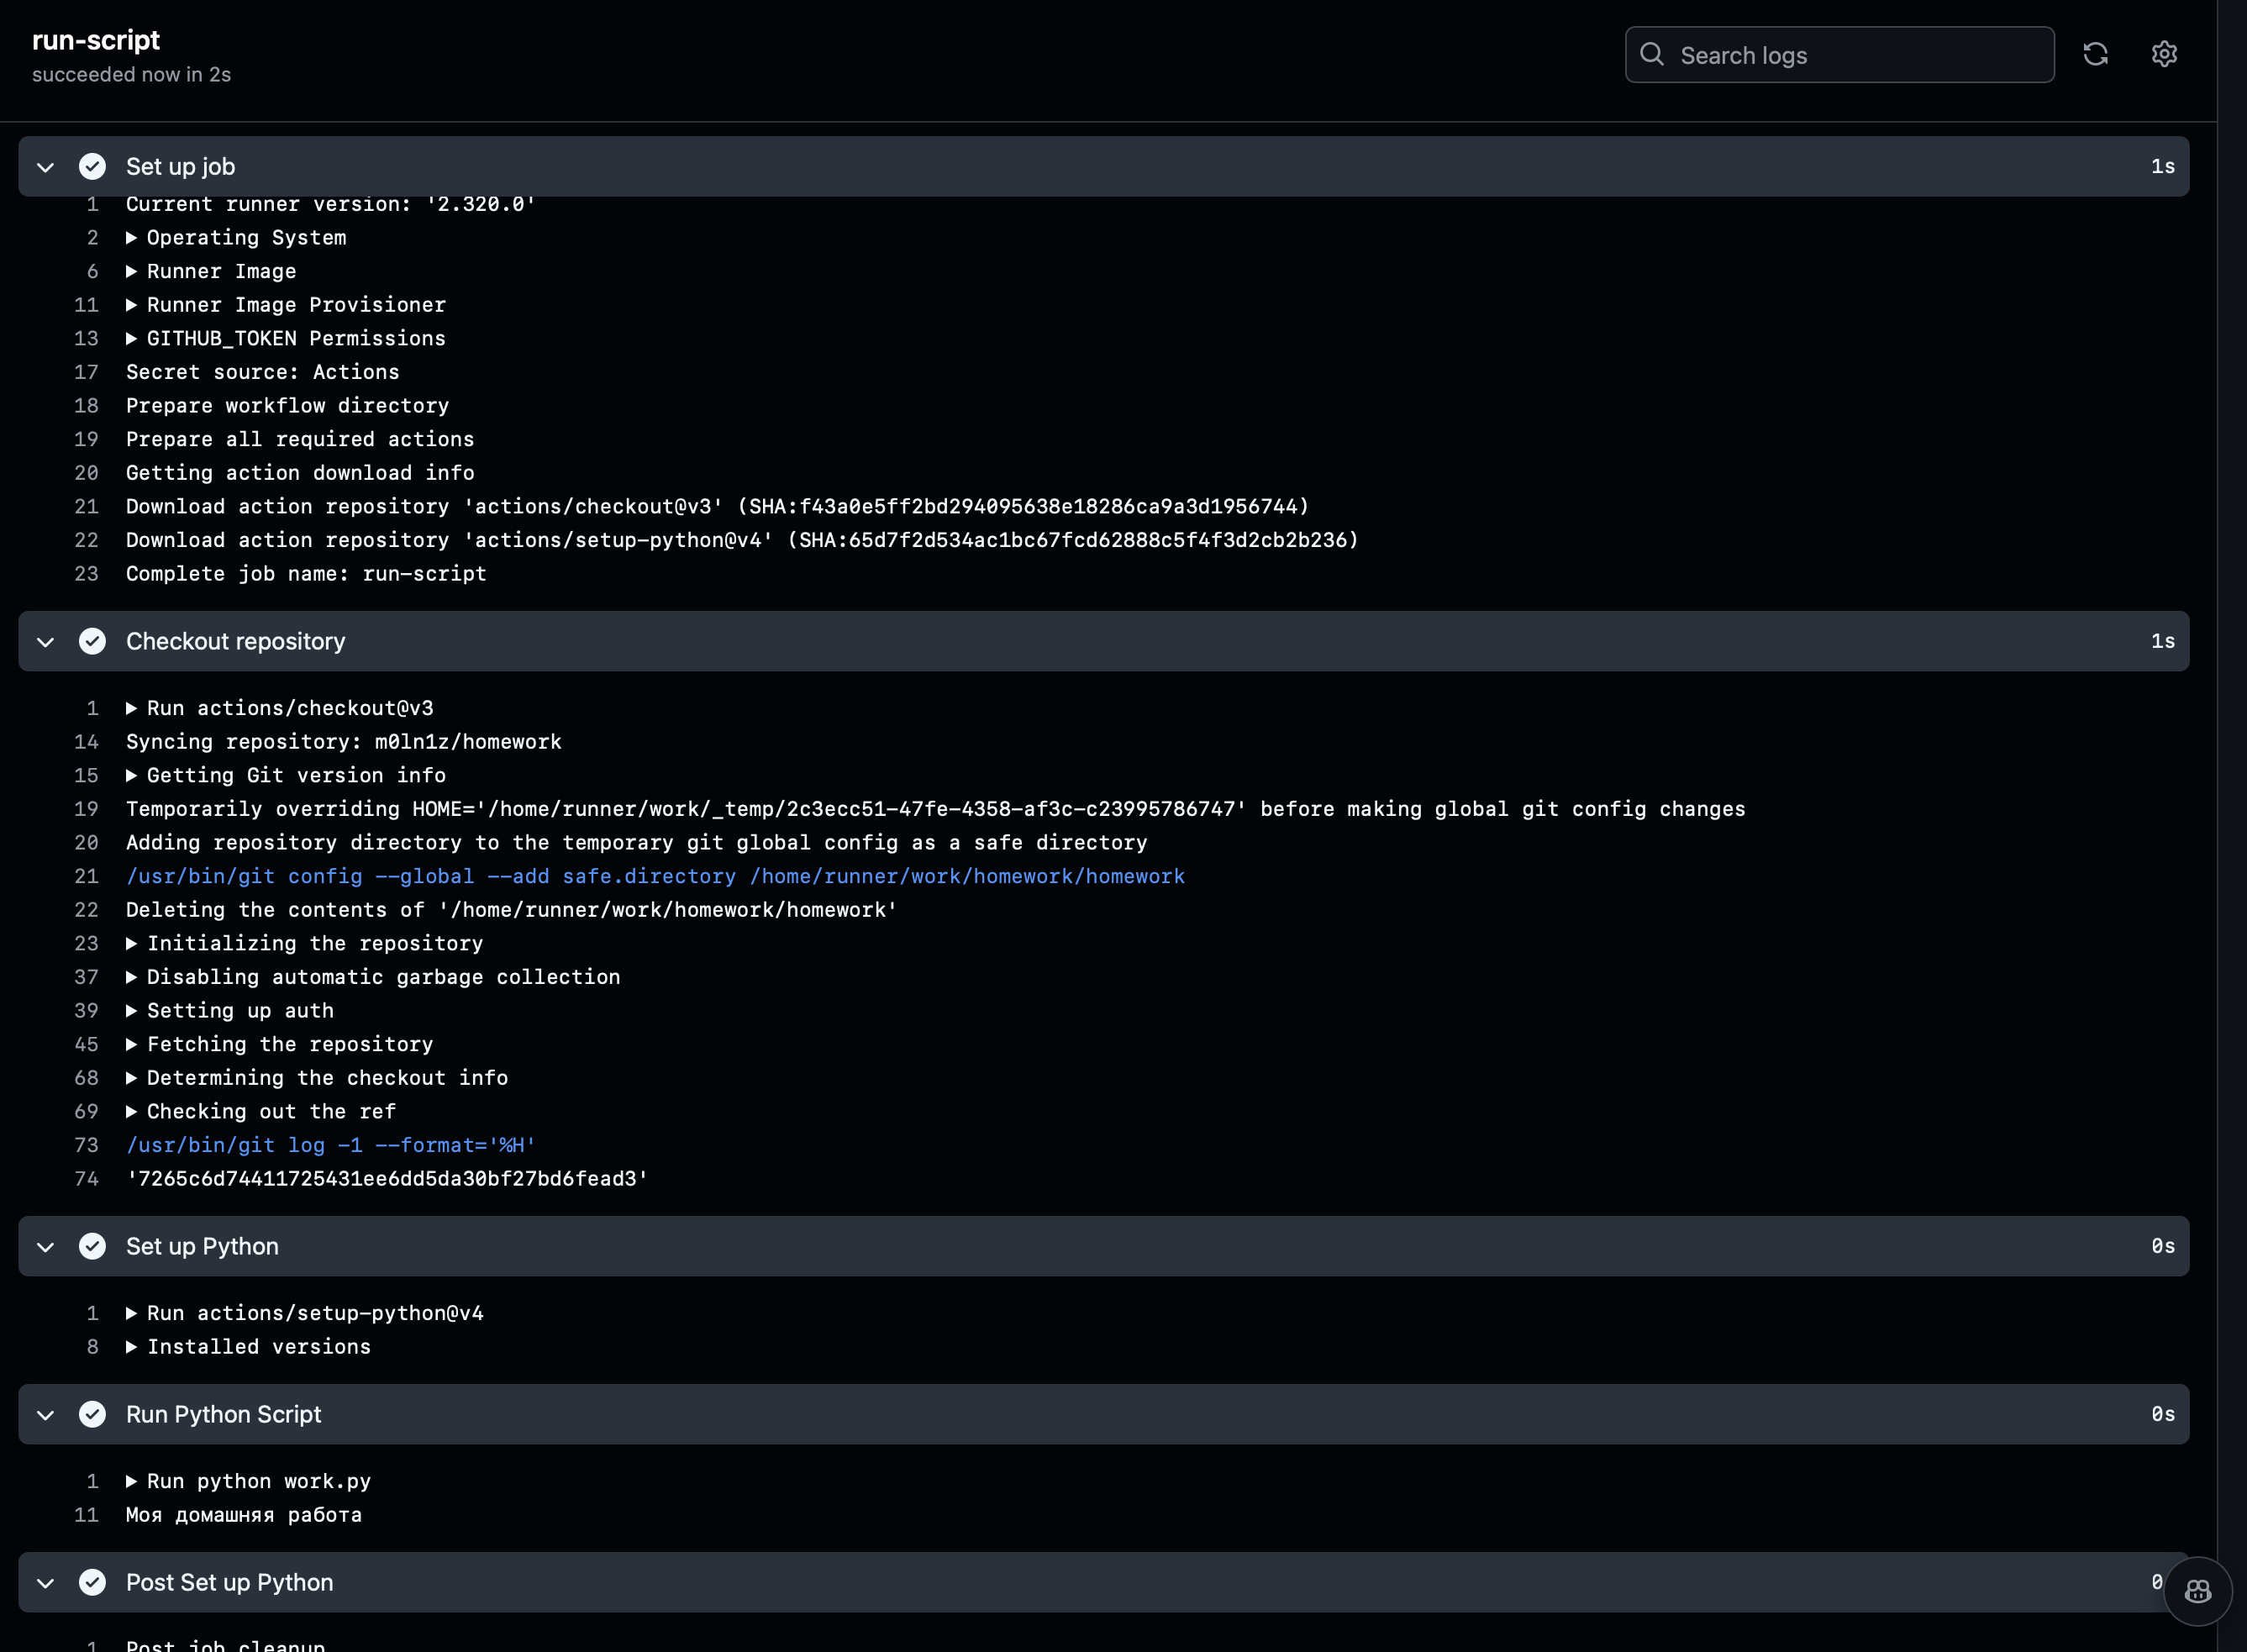 run-script
succeeded now in 2s
Search logs
Set up job 1s
1 Current runner version: '2.320.0'
2 Operating System
6 Runner Image
11 Runner Image Provisioner
13 GITHUB_TOKEN Permissions
17 Secret source: Actions
18 Prepare workflow directory
19 Prepare all required actions
20 Getting action download info
21 Download action repository 'actions/checkout@v3' (SHA:f43a0e5ff2bd294095638e18286ca9a3d1956744)
22 Download action repository 'actions/setup-python@v4' (SHA:65d7f2d534ac1bc67fcd62888c5f4f3d2cb2b236)
23 Complete job name: run-script
Checkout repository 1s
1 Run actions/checkout@v3
14 Syncing repository: m0ln1z/homework
15 Getting Git version info
19 Temporarily overriding HOME='/home/runner/work/_temp/2c3ecc51-47fe-4358-af3c-c23995786747' before making global git config changes
20 Adding repository directory to the temporary git global config as a safe directory
21 /usr/bin/git config --global --add safe.directory /home/runner/work/homework/homework
22 Deleting the contents of '/home/runner/work/homework/homework'
23 Initializing the repository
37 Disabling automatic garbage collection
39 Setting up auth
45 Fetching the repository
68 Determining the checkout info
69 Checking out the ref
73 /usr/bin/git log -1 --format='%H'
74 '7265c6d74411725431ee6dd5da30bf27bd6fead3'
Set up Python 0s
1 Run actions/setup-python@v4
8 Installed versions
Run Python Script 0s
1 Run python work.py
11 Моя домашняя работа
Post Set up Python 0
1 Post job cleanup